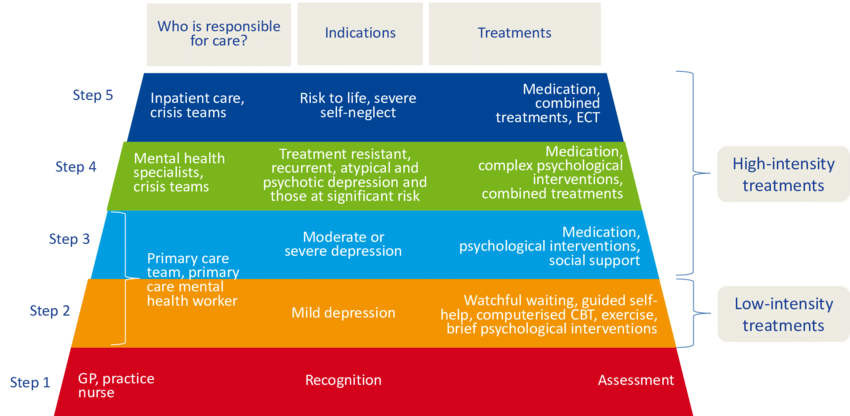 Who is responsible
for care?
Indications
Treatments
Step 5
Inpatient care,
crisis teams
Risk to life, severe
self-neglect
Medication,
combined
treatments, ECT
Step 4
Mental health
specialists,
crisis teams
Treatment resistant,
recurrent, atypical and
psychotic depression and
those at significant risk
Medication,
complex psychological
interventions,
combined treatments
High-intensity
treatments
Step 3
Primary care
team, primary
care mental
health worker
Moderate or
severe depression
Medication,
psychological interventions,
social support
Step 2
Mild depression
Watchful waiting, guided self-
help, computerised CBT, exercise,
brief psychological interventions
Low-intensity
treatments
Step 1
GP, practice
nurse
Recognition
Assessment